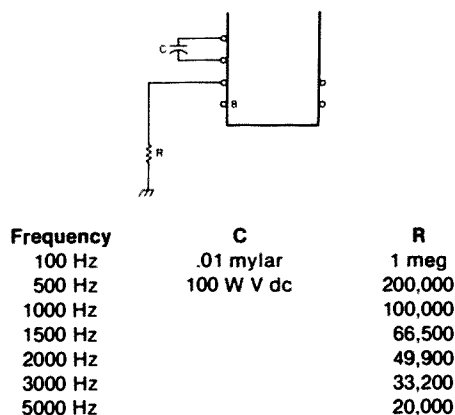 C
B
R
Frequency C R
100 Hz .01 mylar 1 meg
500 Hz 100 W V dc 200,000
1000 Hz 100,000
1500 Hz 66,500
2000 Hz 49,900
3000 Hz 33,200
5000 Hz 20,000